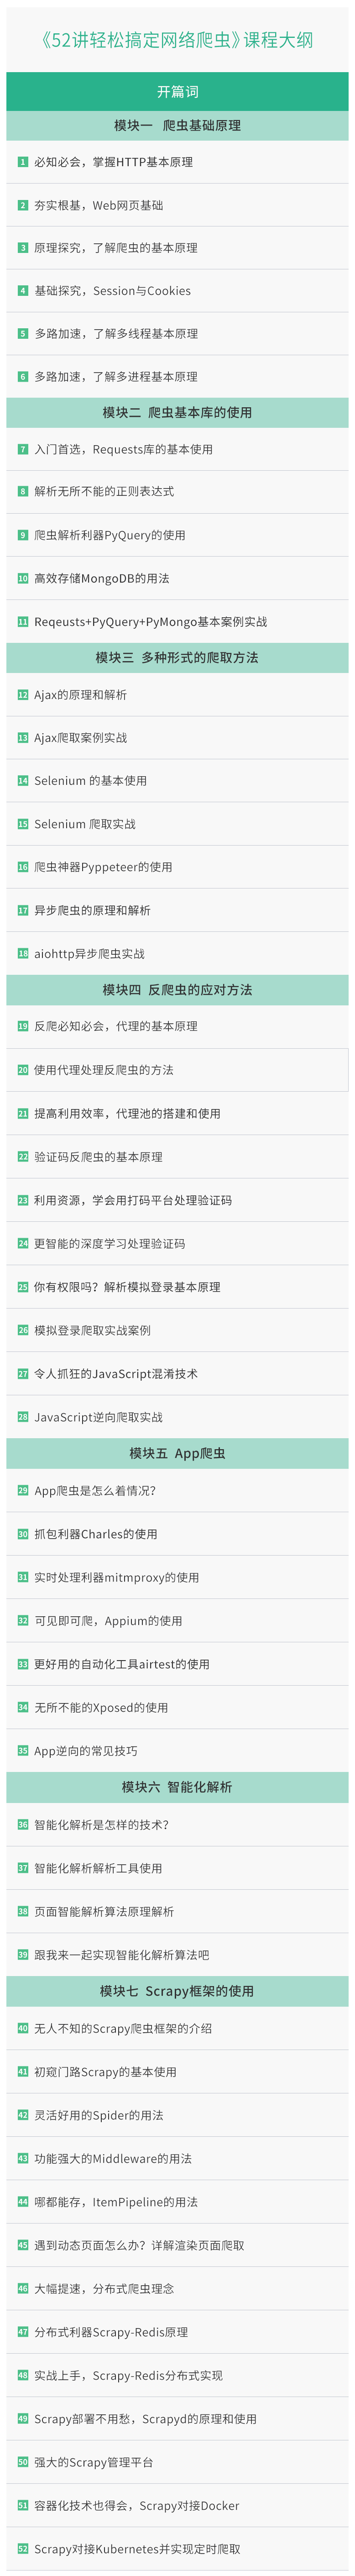 《52讲轻松搞定网络爬虫》课程大纲
开篇词
模块一 爬虫基础原理
1 必知必会，掌握HTTP基本原理
2 夯实根基，Web网页基础
3 原理探究，了解爬虫的基本原理
4 基础探究，Session与Cookies
5 多路加速，了解多线程基本原理
6 多路加速，了解多进程基本原理
模块二 爬虫基本库的使用
7 入门首选，Requests库的基本使用
8 解析无所不能的正则表达式
9 爬虫解析利器PyQuery的使用
10 高效存储MongoDB的用法
11 Reqeusts+PyQuery+PyMongo基本案例实战
模块三 多种形式的爬取方法
12 Ajax的原理和解析
13 Ajax爬取案例实战
14 Selenium 的基本使用
15 Selenium 爬取实战
16 爬虫神器Pyppeteer的使用
17 异步爬虫的原理和解析
18 aiohttp异步爬虫实战
模块四 反爬虫的应对方法
19 反爬必知必会，代理的基本原理
20 使用代理处理反爬虫的方法
21 提高利用效率，代理池的搭建和使用
22 验证码反爬虫的基本原理
23 利用资源，学会用打码平台处理验证码
24 更智能的深度学习处理验证码
25 你有权限吗？解析模拟登录基本原理
26 模拟登录爬取实战案例
27 令人抓狂的JavaScript混淆技术
28 JavaScript逆向爬取实战
模块五 App爬虫
29 App爬虫是怎么着情况？
30 抓包利器Charles的使用
31 实时处理利器mitmproxy的使用
32 可见即可爬，Appium的使用
33 更好用的自动化工具airtest的使用
34 无所不能的Xposed的使用
35 App逆向的常见技巧
模块六 智能化解析
36 智能化解析是怎样的技术？
37 智能化解析解析工具使用
38 页面智能解析算法原理解析
39 跟我来一起实现智能化解析算法吧
模块七 Scrapy框架的使用
40 无人不知的Scrapy爬虫框架的介绍
41 初窥门路Scrapy的基本使用
42 灵活好用的Spider的用法
43 功能强大的Middleware的用法
44 哪都能存，ItemPipeline的用法
45 遇到动态页面怎么办？详解渲染页面爬取
46 大幅提速，分布式爬虫理念
47 分布式利器Scrapy-Redis原理
48 实战上手，Scrapy-Redis分布式实现
49 Scrapy部署不用愁，Scrapyd的原理和使用
50 强大的Scrapy管理平台
51 容器化技术也得会，Scrapy对接Docker
52 Scrapy对接Kubernetes并实现定时爬取